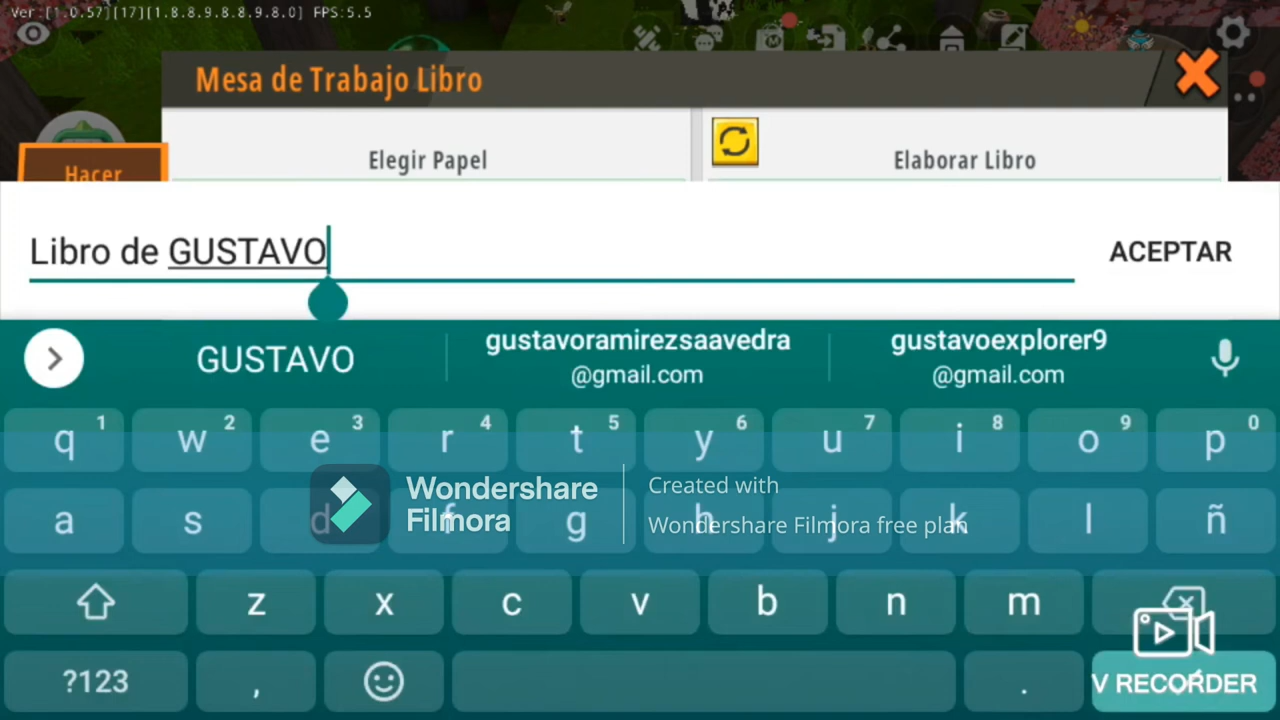 Ver:[1.0.57][17][1.8.8.9.8.8.9.8.0] FPS:5.5
Mesa de Trabajo Libro
Hacer
Elegir Papel
Elaborar Libro
Libro de GUSTAVO
ACEPTAR
GUSTAVO
gustavoramirezsaavedra
@gmail.com
gustavoexplorer9
@gmail.com
q 1 w 2 e 3 r 4 t 5 y 6 u 7 i 8 o 9 p 0
a s d f g h j k l ñ
Wondershare
Filmora
Created with
Wondershare Filmora free plan
z x c v b n m
?123 , .
V RECORDER